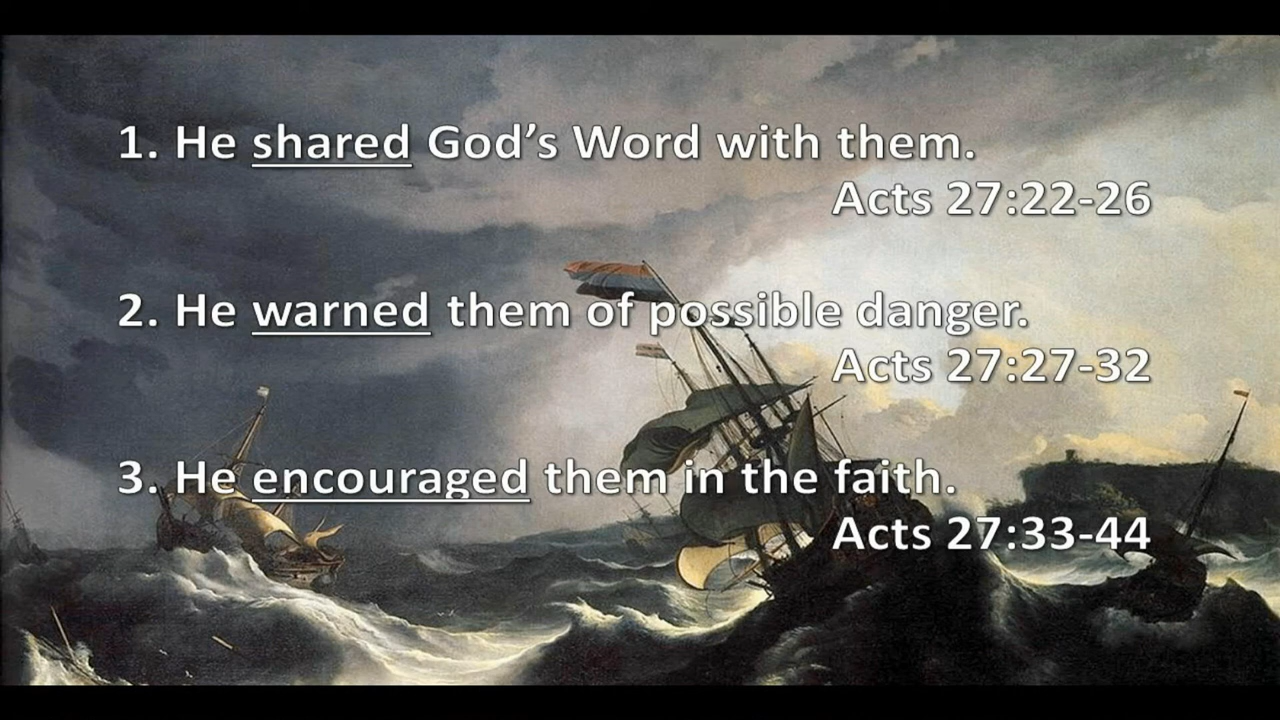 1. He shared God’s Word with them.
Acts 27:22-26
2. He warned them of possible danger.
Acts 27:27-32
3. He encouraged them in the faith.
Acts 27:33-44